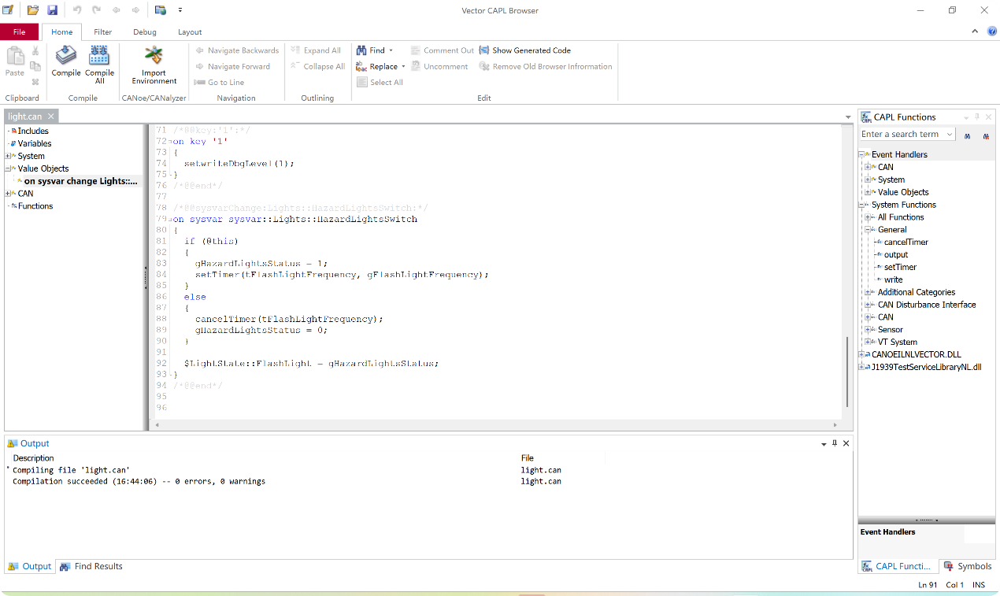 Vector CAPL Browser
File Home Filter Debug Layout
Paste Compile Compile All Import Environment
Navigate Backwards
Navigate Forward
Go to Line
Expand All
Collapse All
Find
Replace
Select All
Comment Out
Uncomment
Show Generated Code
Remove Old Browser Information
Clipboard Compile CANoe/CANalyzer Navigation Outlining Edit
light.can
Includes
Variables
System
Value Objects
on sysvar change Lights::...
CAN
Functions
71 /*@@key:'1':*/
72 on key '1'
73 {
74 setwriteDbgLevel(1);
75 }
76 /*@@end*/
77
78 /*@@sysvarChange:Lights::HazardLightsSwitch:*/
79 on sysvar sysvar::Lights::HazardLightsSwitch
80 {
81 if (@this)
82 {
83 gHazardLightsStatus = 1;
84 setTimer(tFlashLightFrequency, gFlashLightFrequency);
85 }
86 else
87 {
88 cancelTimer(tFlashLightFrequency);
89 gHazardLightsStatus = 0;
90 }
91
92 $LightState::FlashLight = gHazardLightsStatus;
93 }
94 /*@@end*/
95
96
CAPL Functions
Enter a search term
Event Handlers
CAN
System
Value Objects
System Functions
All Functions
General
cancelTimer
output
setTimer
write
Additional Categories
CAN Disturbance Interface
CAN
Sensor
VT System
CANOEILNLVECTOR.DLL
J1939TestServiceLibraryNL.dll
Event Handlers
CAPL Functi... Symbols
Output
Description File
Compiling file 'light.can' light.can
Compilation succeeded (16:44:06) -- 0 errors, 0 warnings light.can
Output Find Results
Ln 91 Col 1 INS